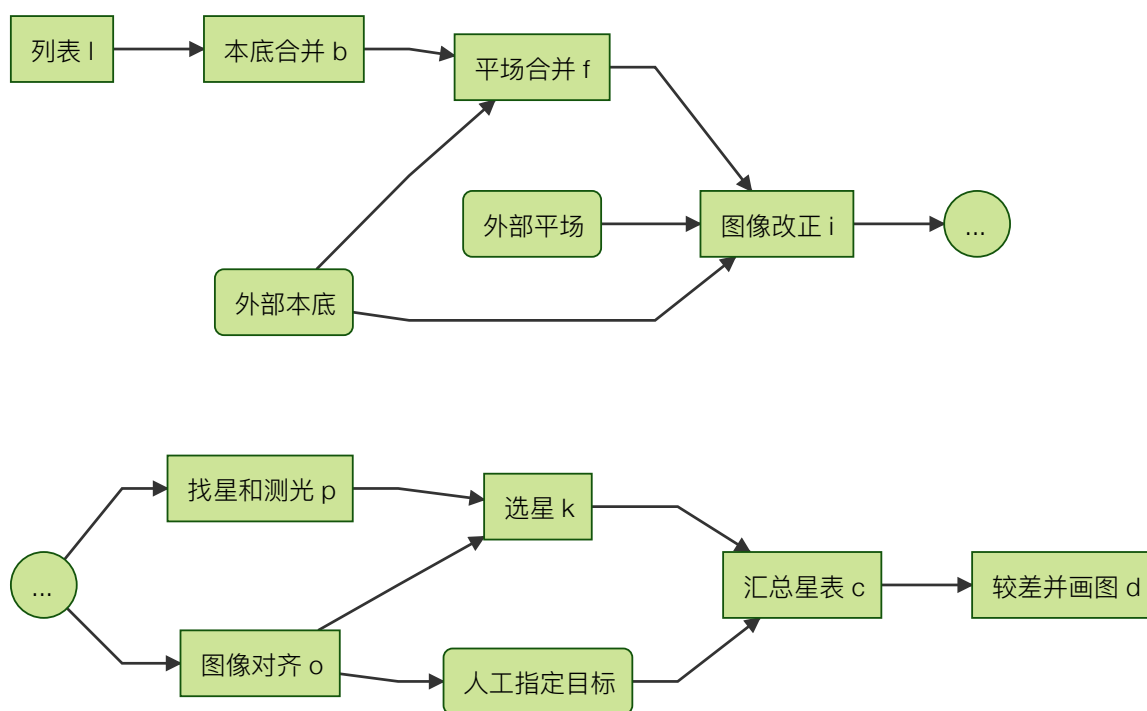 列表 l
本底合并 b
平场合并 f
外部平场
图像改正 i
...
外部本底
找星和测光 p
选星 k
...
汇总星表 c
较差并画图 d
图像对齐 o
人工指定目标